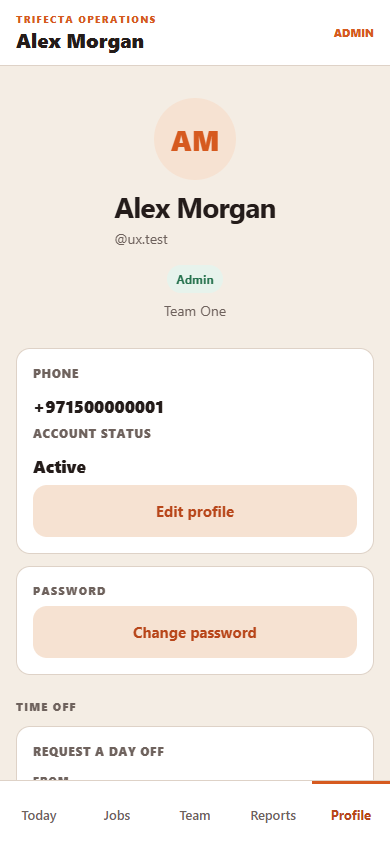 TRIFECTA OPERATIONS
Alex Morgan
ADMIN
AM
Alex Morgan
@ux.test
Admin
Team One
PHONE
+971500000001
ACCOUNT STATUS
Active
Edit profile
PASSWORD
Change password
TIME OFF
REQUEST A DAY OFF
FROM
Today
Jobs
Team
Reports
Profile